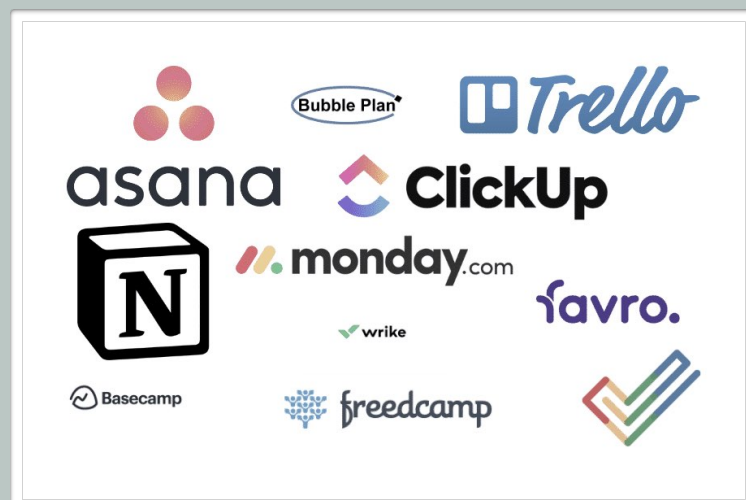 Bubble Plan
Trello
asana
ClickUp
N
monday.com
favro.
wrike
Basecamp
freedcamp